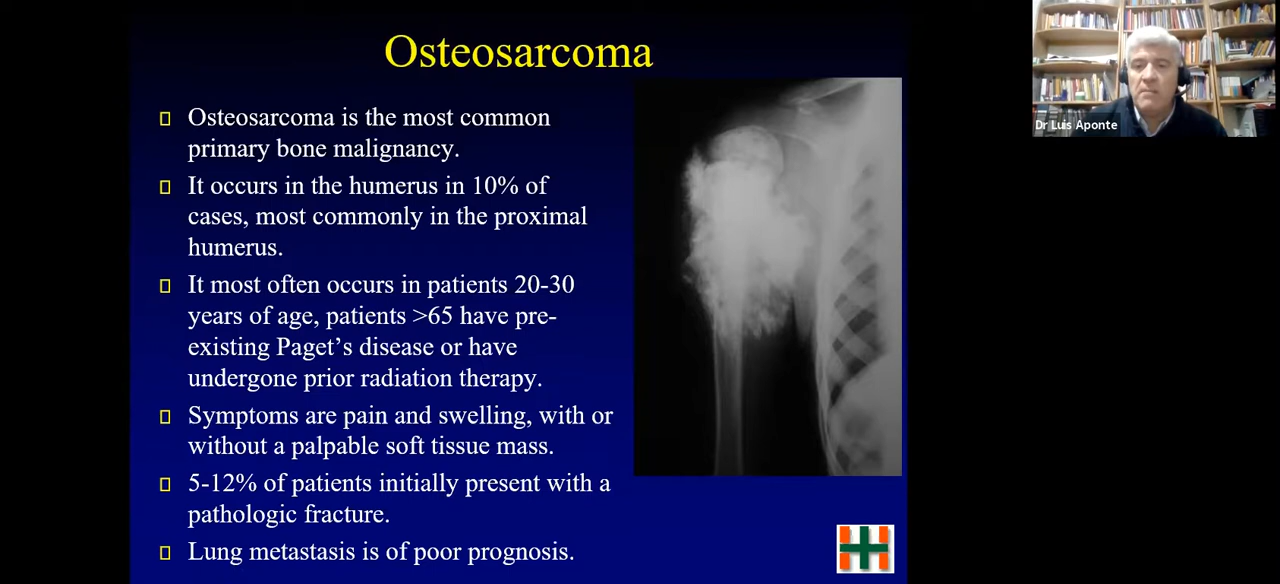 Osteosarcoma
Osteosarcoma is the most common
primary bone malignancy.
It occurs in the humerus in 10% of
cases, most commonly in the proximal
humerus.
It most often occurs in patients 20-30
years of age, patients >65 have pre-
existing Paget’s disease or have
undergone prior radiation therapy.
Symptoms are pain and swelling, with or
without a palpable soft tissue mass.
5-12% of patients initially present with a
pathologic fracture.
Lung metastasis is of poor prognosis.
Dr Luis Aponte